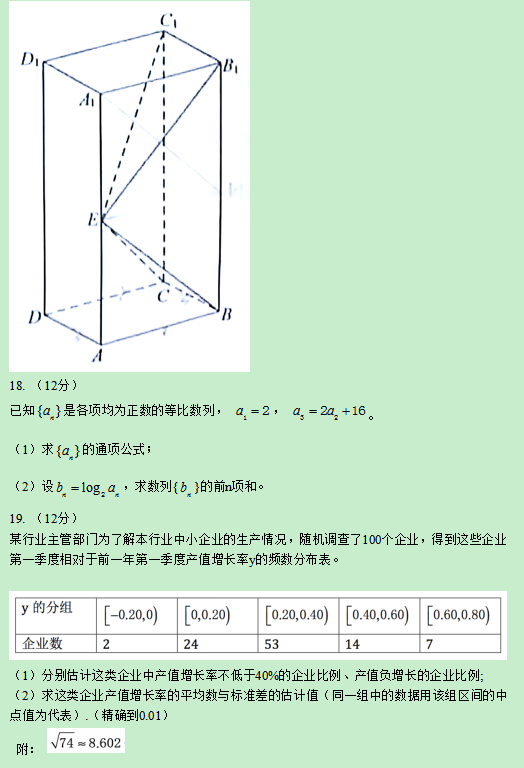 C₁
D₁
B₁
A₁
E
C
D
B
A
18. （12分）
已知{aₙ}是各项均为正数的等比数列， a₁=2， a₃=2a₂+16。
（1）求{aₙ}的通项公式；
（2）设bₙ=log₂aₙ，求数列{bₙ}的前n项和。
19. （12分）
某行业主管部门为了解本行业中小企业的生产情况，随机调查了100个企业，得到这些企业
第一季度相对于前一年第一季度产值增长率y的频数分布表。
y 的分组 [−0.20,0) [0,0.20) [0.20,0.40) [0.40,0.60) [0.60,0.80)
企业数 2 24 53 14 7
（1）分别估计这类企业中产值增长率不低于40%的企业比例、产值负增长的企业比例;
（2）求这类企业产值增长率的平均数与标准差的估计值（同一组中的数据用该组区间的中
点值为代表）.（精确到0.01）
附： √74≈8.602